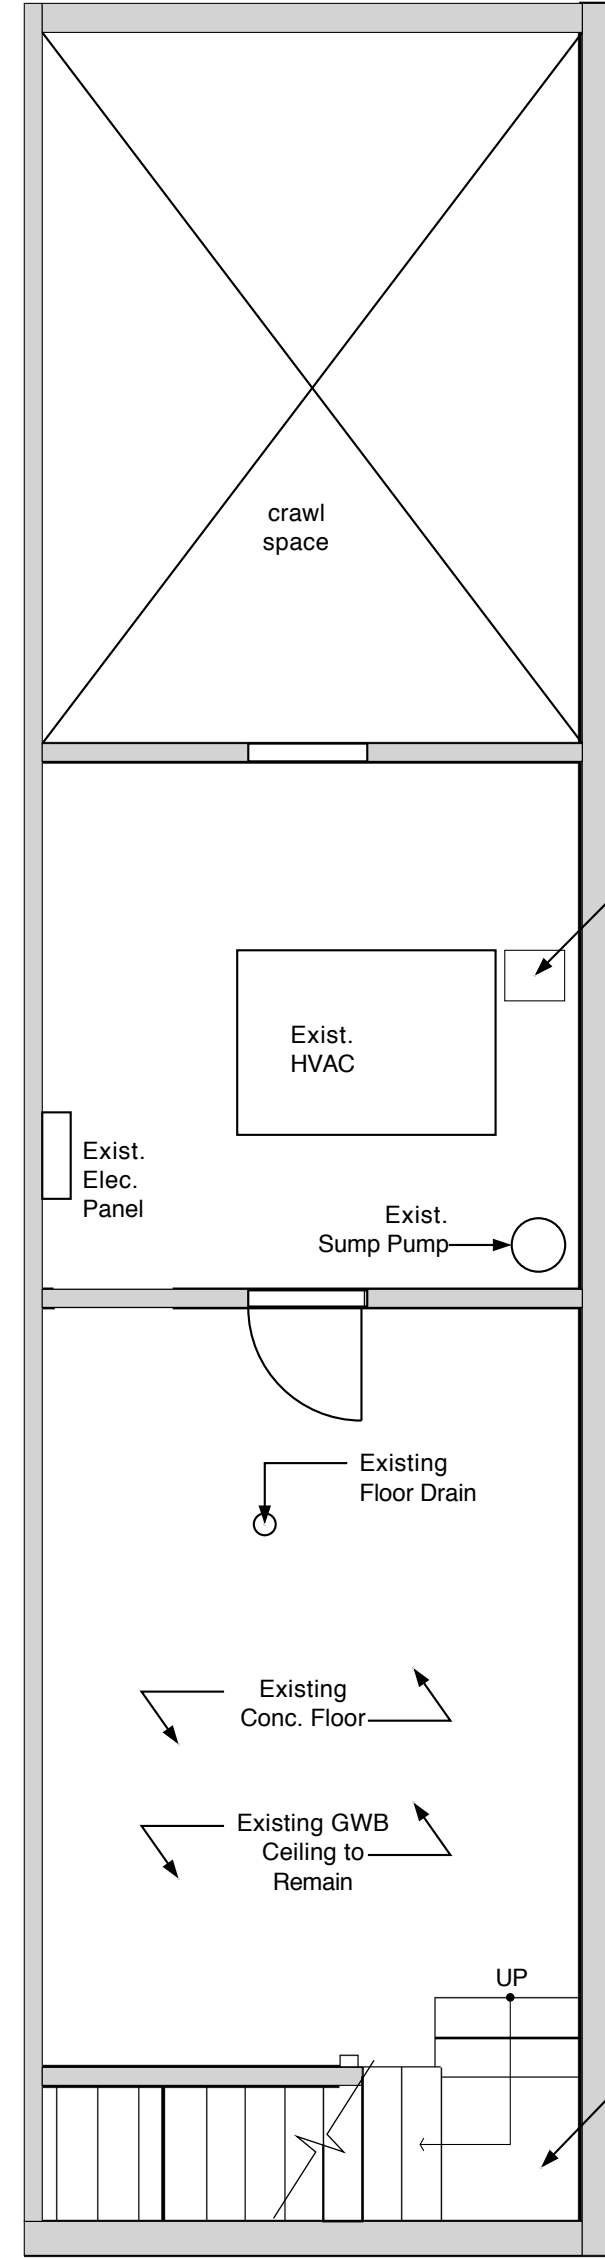 crawl
space
Exist.
HVAC
Exist.
Elec.
Panel
Exist.
Sump Pump
Existing
Floor Drain
Existing
Conc. Floor
Existing GWB
Ceiling to
Remain
UP